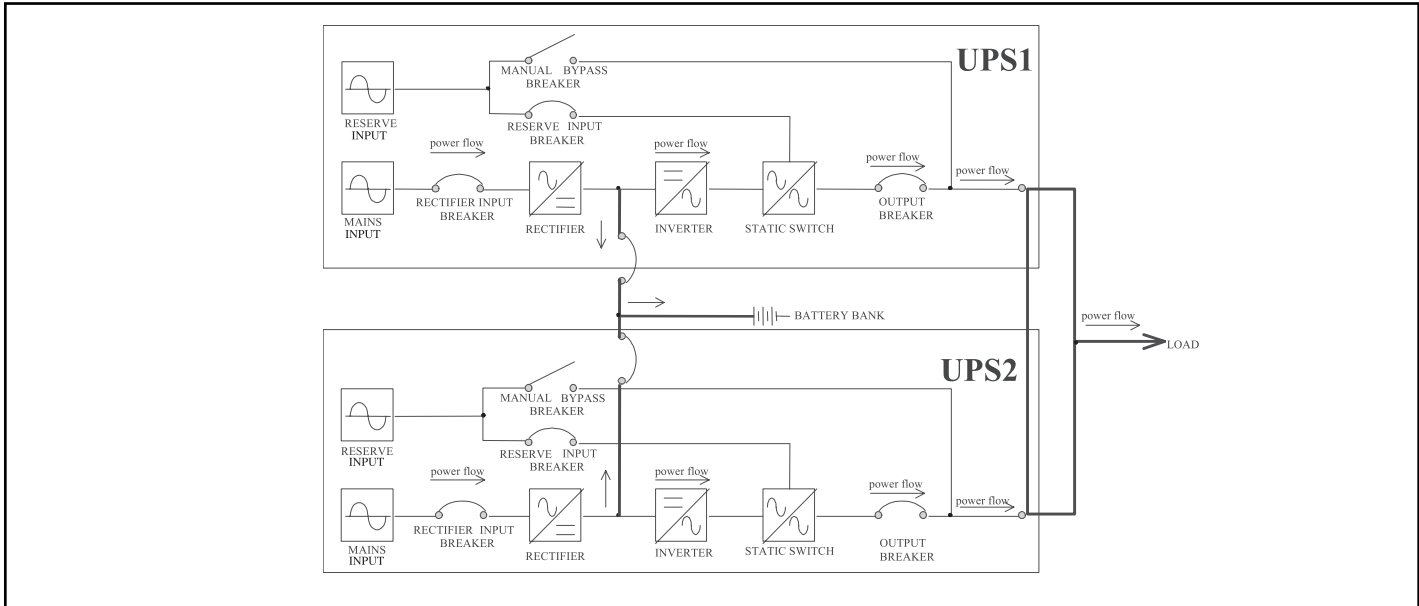 UPS1
MANUAL BYPASS
BREAKER
RESERVE
INPUT
RESERVE INPUT
BREAKER
power flow
power flow
power flow
power flow
RECTIFIER INPUT
BREAKER
OUTPUT
BREAKER
MAINS
INPUT
RECTIFIER
INVERTER
STATIC SWITCH
BATTERY BANK
power flow
LOAD
UPS2
MANUAL BYPASS
BREAKER
RESERVE
INPUT
RESERVE INPUT
BREAKER
power flow
power flow
power flow
power flow
RECTIFIER INPUT
BREAKER
OUTPUT
BREAKER
MAINS
INPUT
RECTIFIER
INVERTER
STATIC SWITCH